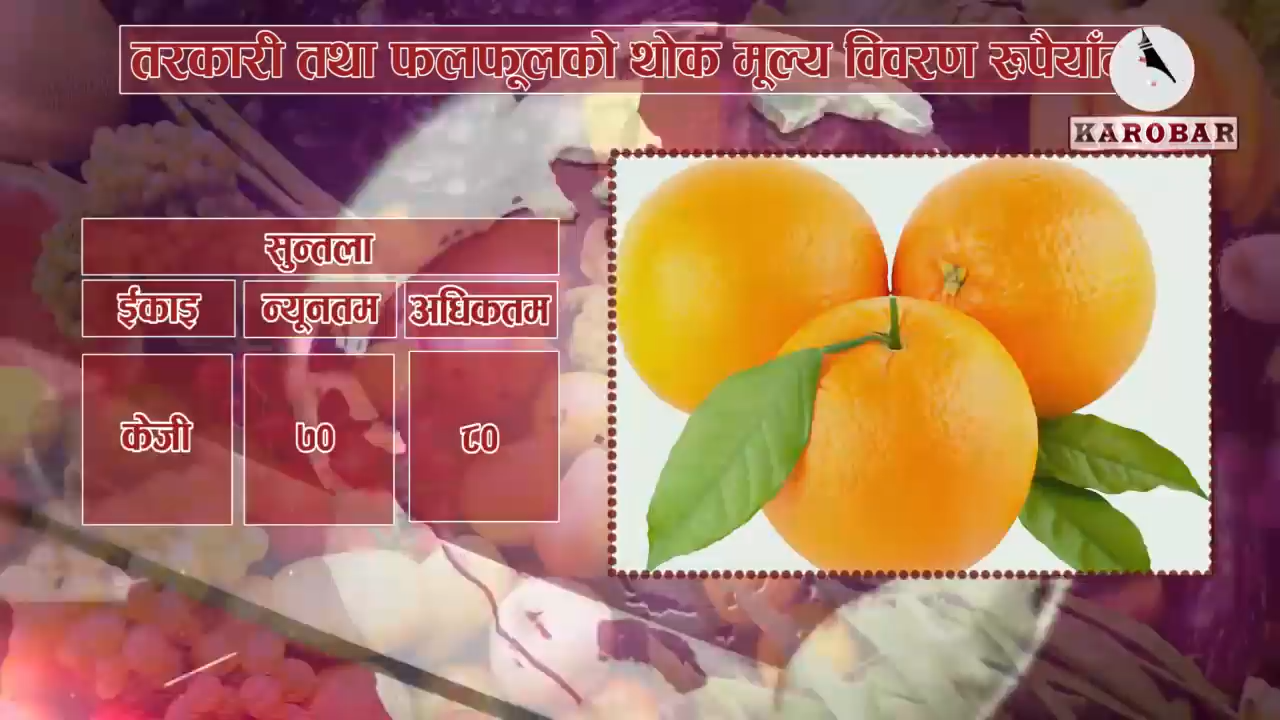 तरकारी तथा फलफूलको थोक मूल्य विवरण रूपैयाँ
KAROBAR
सुन्तला
ईकाइ न्यूनतम अधिकतम
केजी ७० ८०